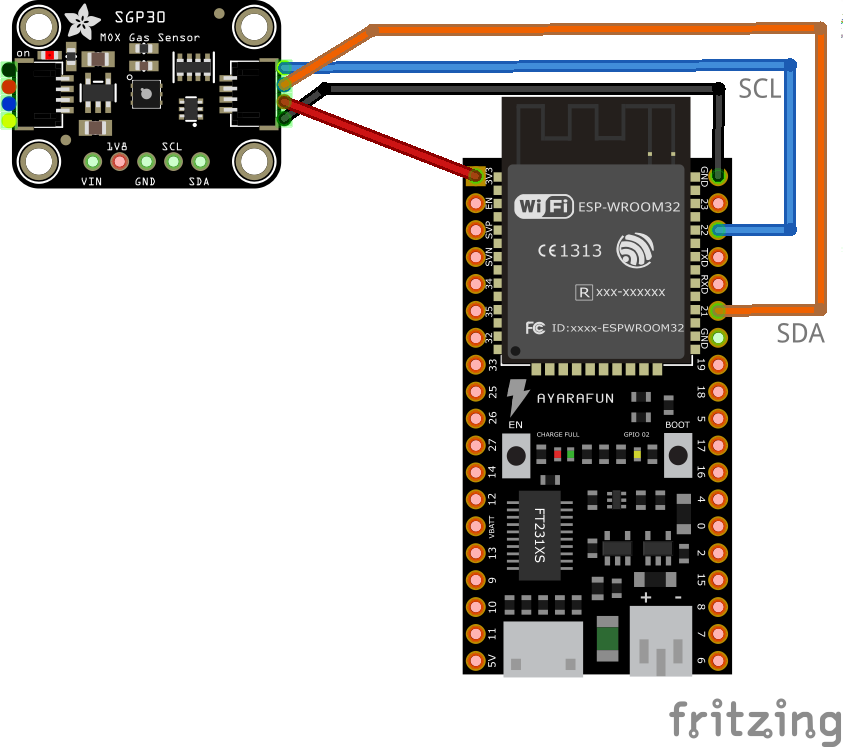 SGP30
MOX Gas Sensor
on
1V8
SCL
VIN
GND
SDA
SCL
SDA
WiFi ESP-WROOM32
CE1313
R xxx-xxxxxx
FC ID:xxxx-ESPWROOM32
AYARAFUN
EN
BOOT
CHARGE FULL
GPIO 02
FT231XS
+ -
3V3
EN
SVP
SVN
34
35
32
33
25
26
27
14
12
VBATT
13
9
10
11
5V
GND
23
22
TXD
RXD
21
GND
19
18
5
17
16
4
0
2
15
8
7
6
fritzing